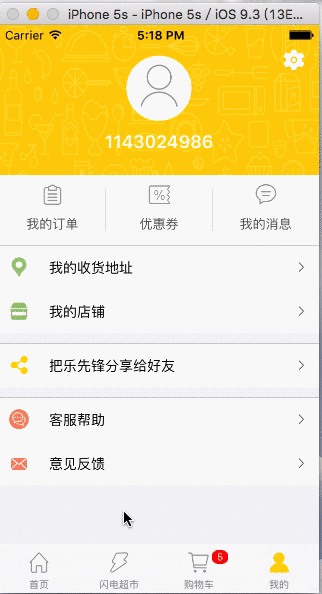 iPhone 5s - iPhone 5s / iOS 9.3 (13E...
Carrier 5:18 PM
1143024986
我的订单 优惠券 我的消息
我的收货地址
我的店铺
把乐先锋分享给好友
客服帮助
意见反馈
5
首页 闪电超市 购物车 我的